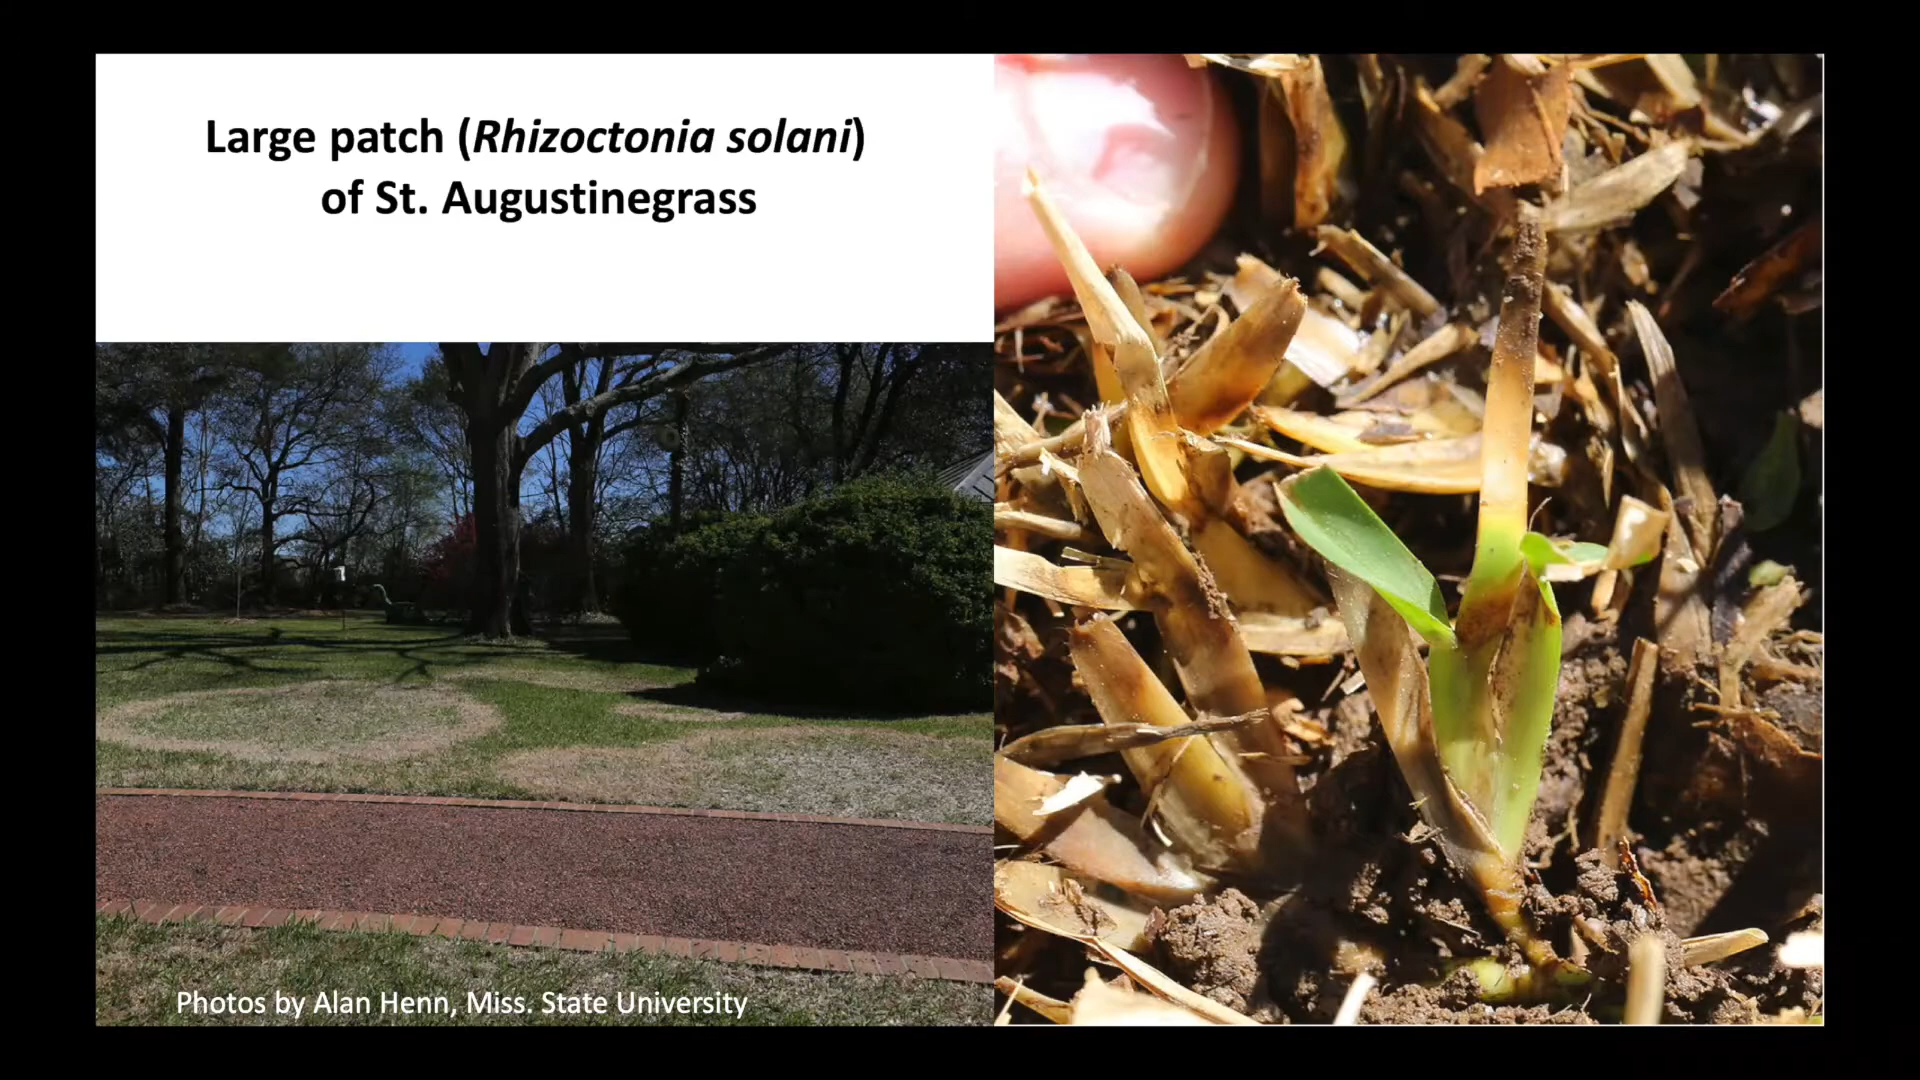 Large patch (Rhizoctonia solani)
of St. Augustinegrass
Photos by Alan Henn, Miss. State University